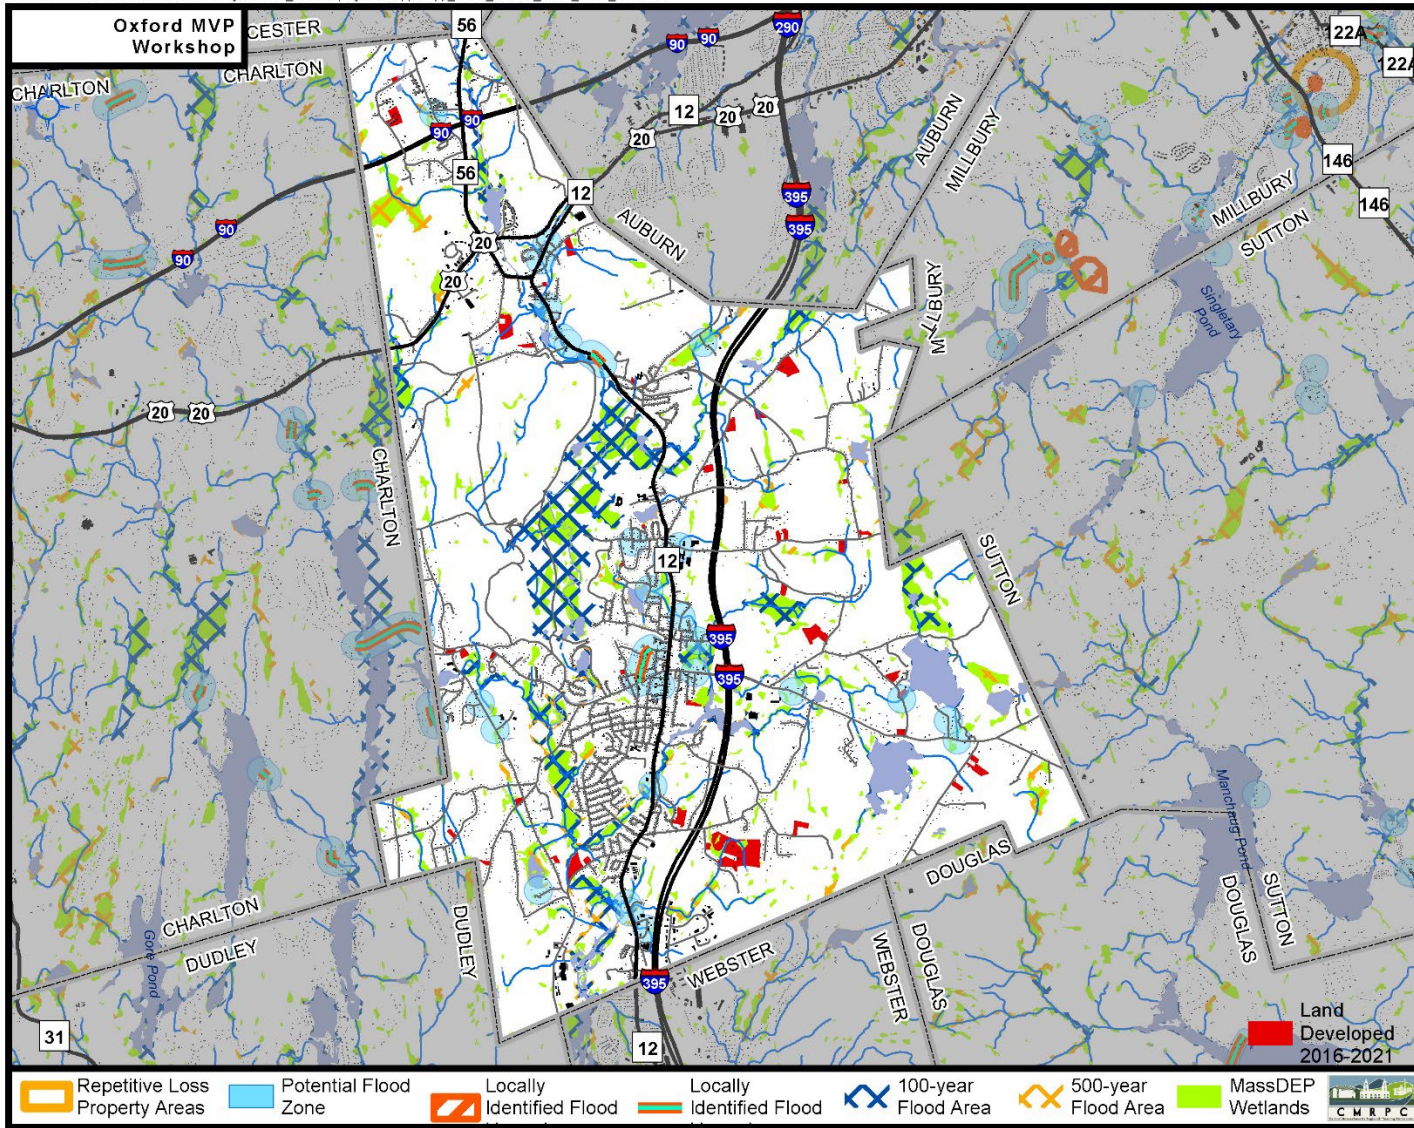 Oxford MVP
Workshop
CESTER
56
290
90
90
122A
122A
CHARLTON
CHARLTON
N
E
S
12
20
20
20
90
90
56
12
AUBURN
MILLBURY
146
146
395
395
AUBURN
MILLBURY
SUTTON
90
90
20
20
MILLBURY
Singletary
Pond
20
20
CHARLTON
SUTTON
12
395
395
Manchaug Pond
DOUGLAS
CHARLTON
DUDLEY
DUDLEY
Gore Pond
DOUGLAS
SUTTON
WEBSTER
WEBSTER
DOUGLAS
395
31
12
Land
Developed
2016-2021
Repetitive Loss
Property Areas
Potential Flood
Zone
Locally
Identified Flood
Locally
Identified Flood
100-year
Flood Area
500-year
Flood Area
MassDEP
Wetlands
CMRPC